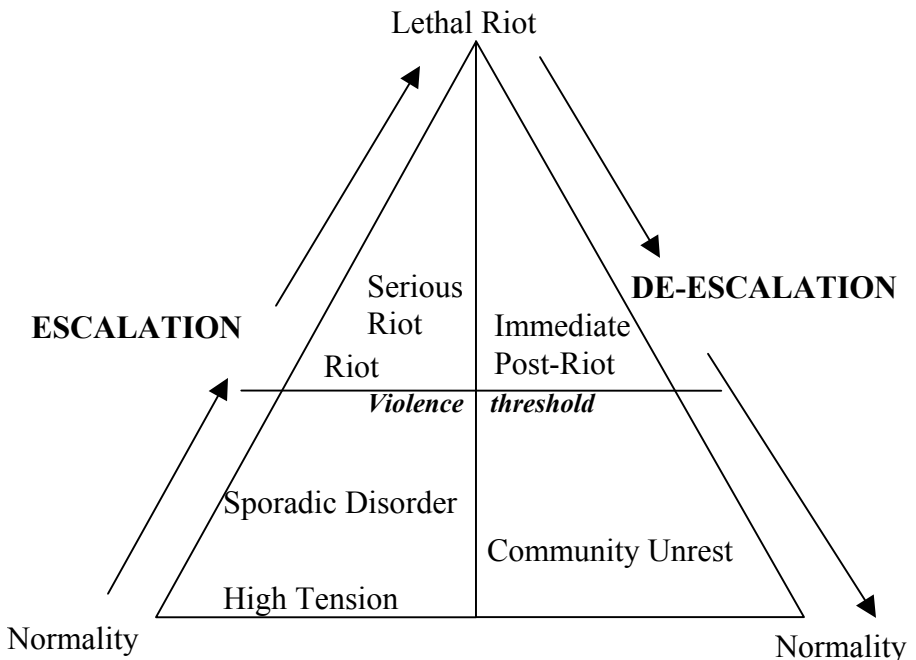 Lethal Riot
Serious
Riot
DE-ESCALATION
ESCALATION
Immediate
Post-Riot
Riot
Violence threshold
Sporadic Disorder
Community Unrest
High Tension
Normality
Normality